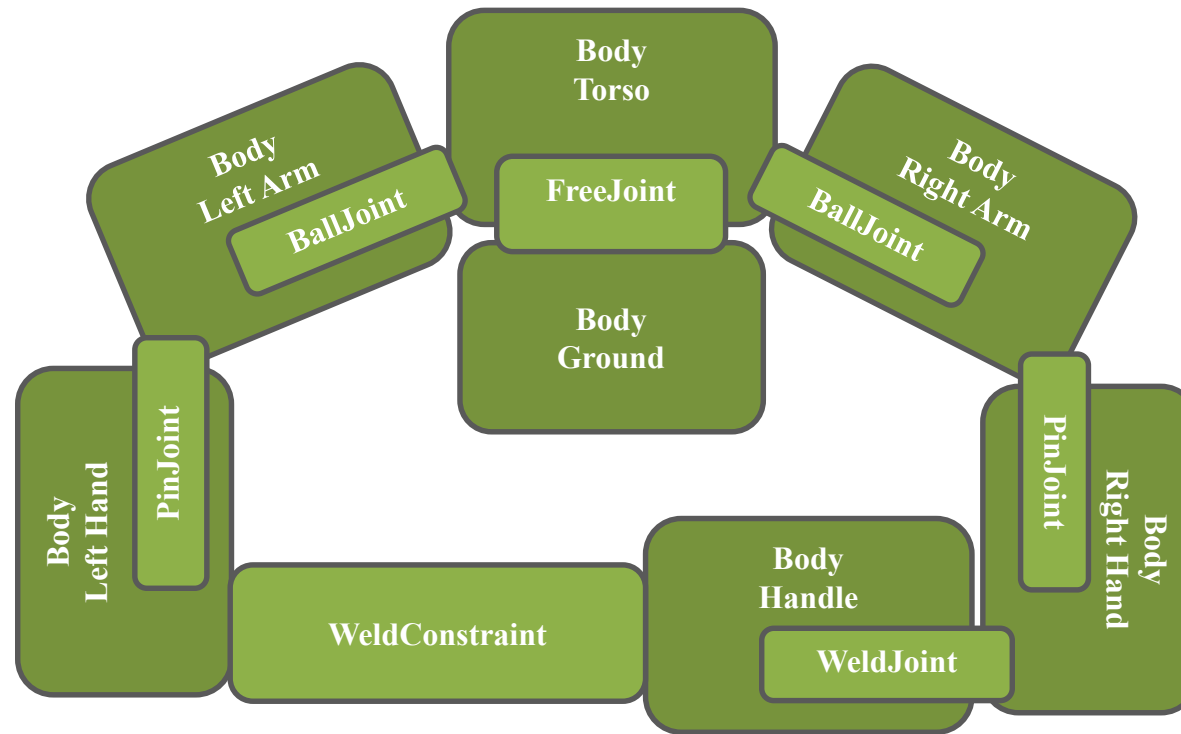 Body
Torso
FreeJoint
Body
Left Arm
BallJoint
Body
Right Arm
BallJoint
Body
Ground
PinJoint
Body
Left Hand
PinJoint
Body
Right Hand
WeldConstraint
Body
Handle
WeldJoint